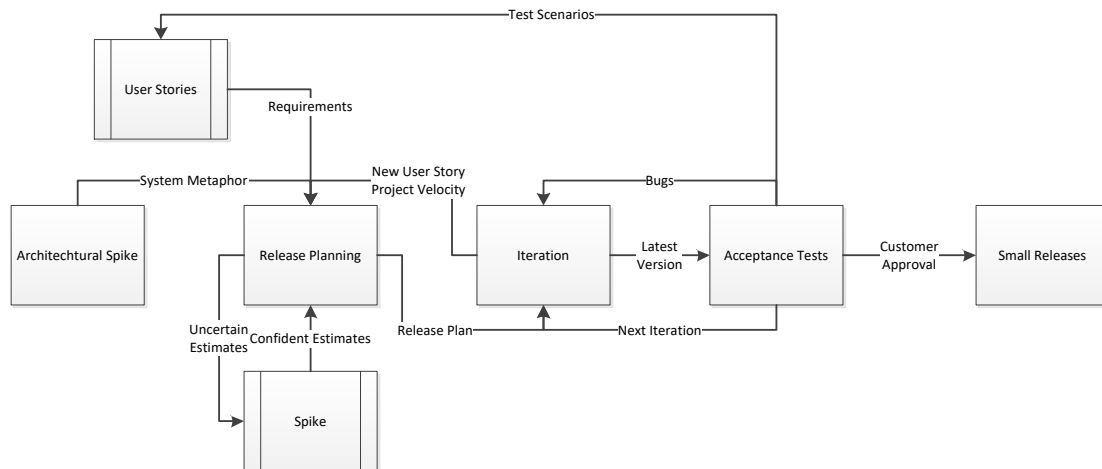 Test Scenarios
User Stories
Requirements
System Metaphor
New User Story
Project Velocity
Bugs
Architechtural Spike
Release Planning
Iteration
Latest
Version
Acceptance Tests
Customer
Approval
Small Releases
Uncertain
Estimates
Confident Estimates
Release Plan
Next Iteration
Spike